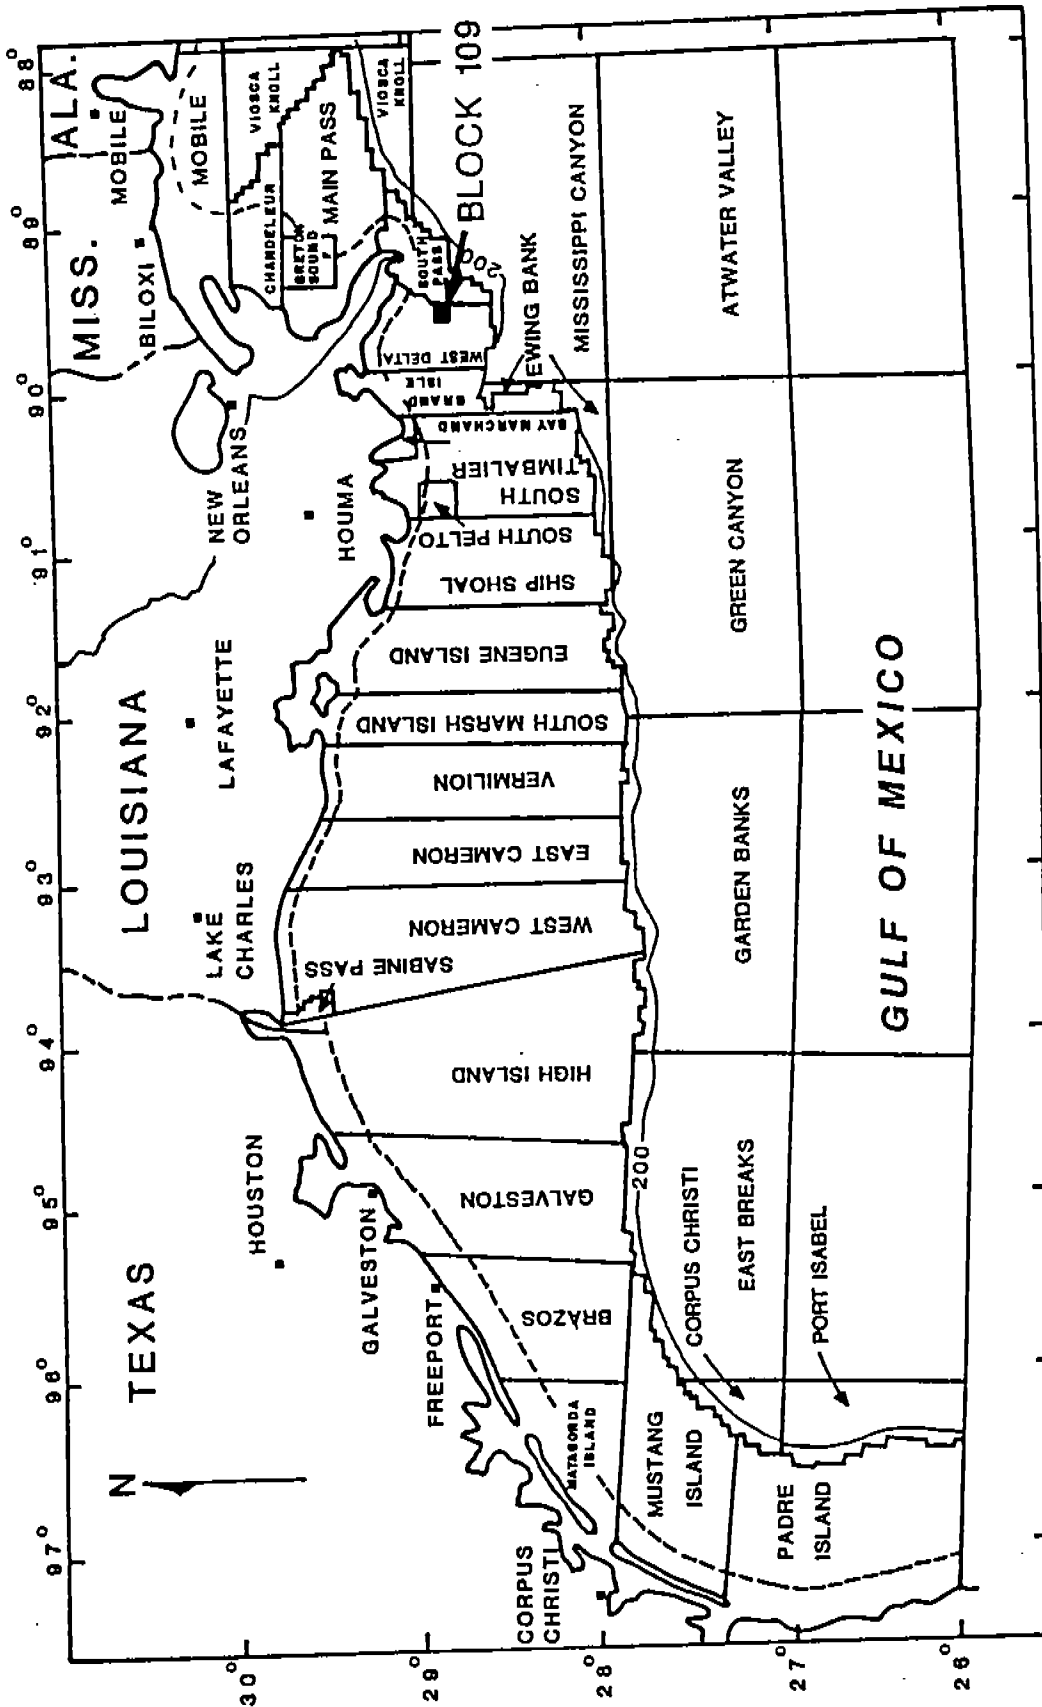 97°
96°
95°
94°
93°
92°
91°
90°
89°
88°
N
TEXAS
LOUISIANA
MISS.
ALA.
HOUSTON
LAKE
CHARLES
LAFAYETTE
NEW
ORLEANS
BILOXI
MOBILE
MOBILE
30°
GALVESTON
FREEPORT
HOUMA
CHANDELEUR
VIOSCA
KNOLL
BRETON
SOUND
MAIN PASS
VIOSCA
KNOLL
29°
CORPUS
CHRISTI
MATAGORDA
ISLAND
BRAZOS
GALVESTON
HIGH ISLAND
SABINE PASS
WEST CAMERON
EAST CAMERON
VERMILION
SOUTH MARSH ISLAND
EUGENE ISLAND
SHIP SHOAL
SOUTH PELTO
SOUTH
TIMBALIER
BAY MARCHAND
GRAND
ISLE
WEST DELTA
SOUTH
PASS
BLOCK 109
200
EWING BANK
MISSISSIPPI CANYON
28°
MUSTANG
ISLAND
200
CORPUS CHRISTI
EAST BREAKS
GARDEN BANKS
GREEN CANYON
ATWATER VALLEY
27°
PADRE
ISLAND
PORT ISABEL
GULF OF MEXICO
26°